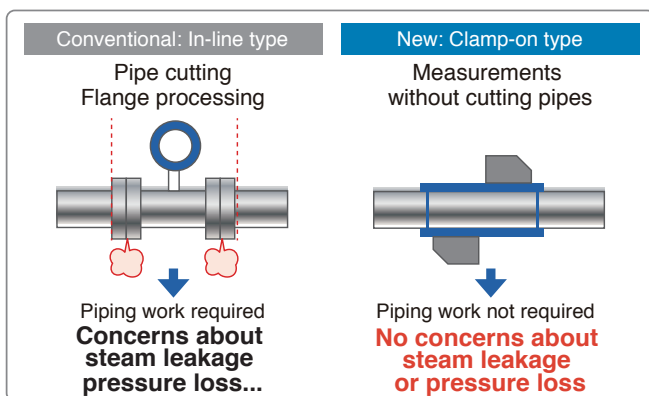 Conventional: In-line type
Pipe cutting
Flange processing
Piping work required
Concerns about
steam leakage
pressure loss...
New: Clamp-on type
Measurements
without cutting pipes
Piping work not required
No concerns about
steam leakage
or pressure loss